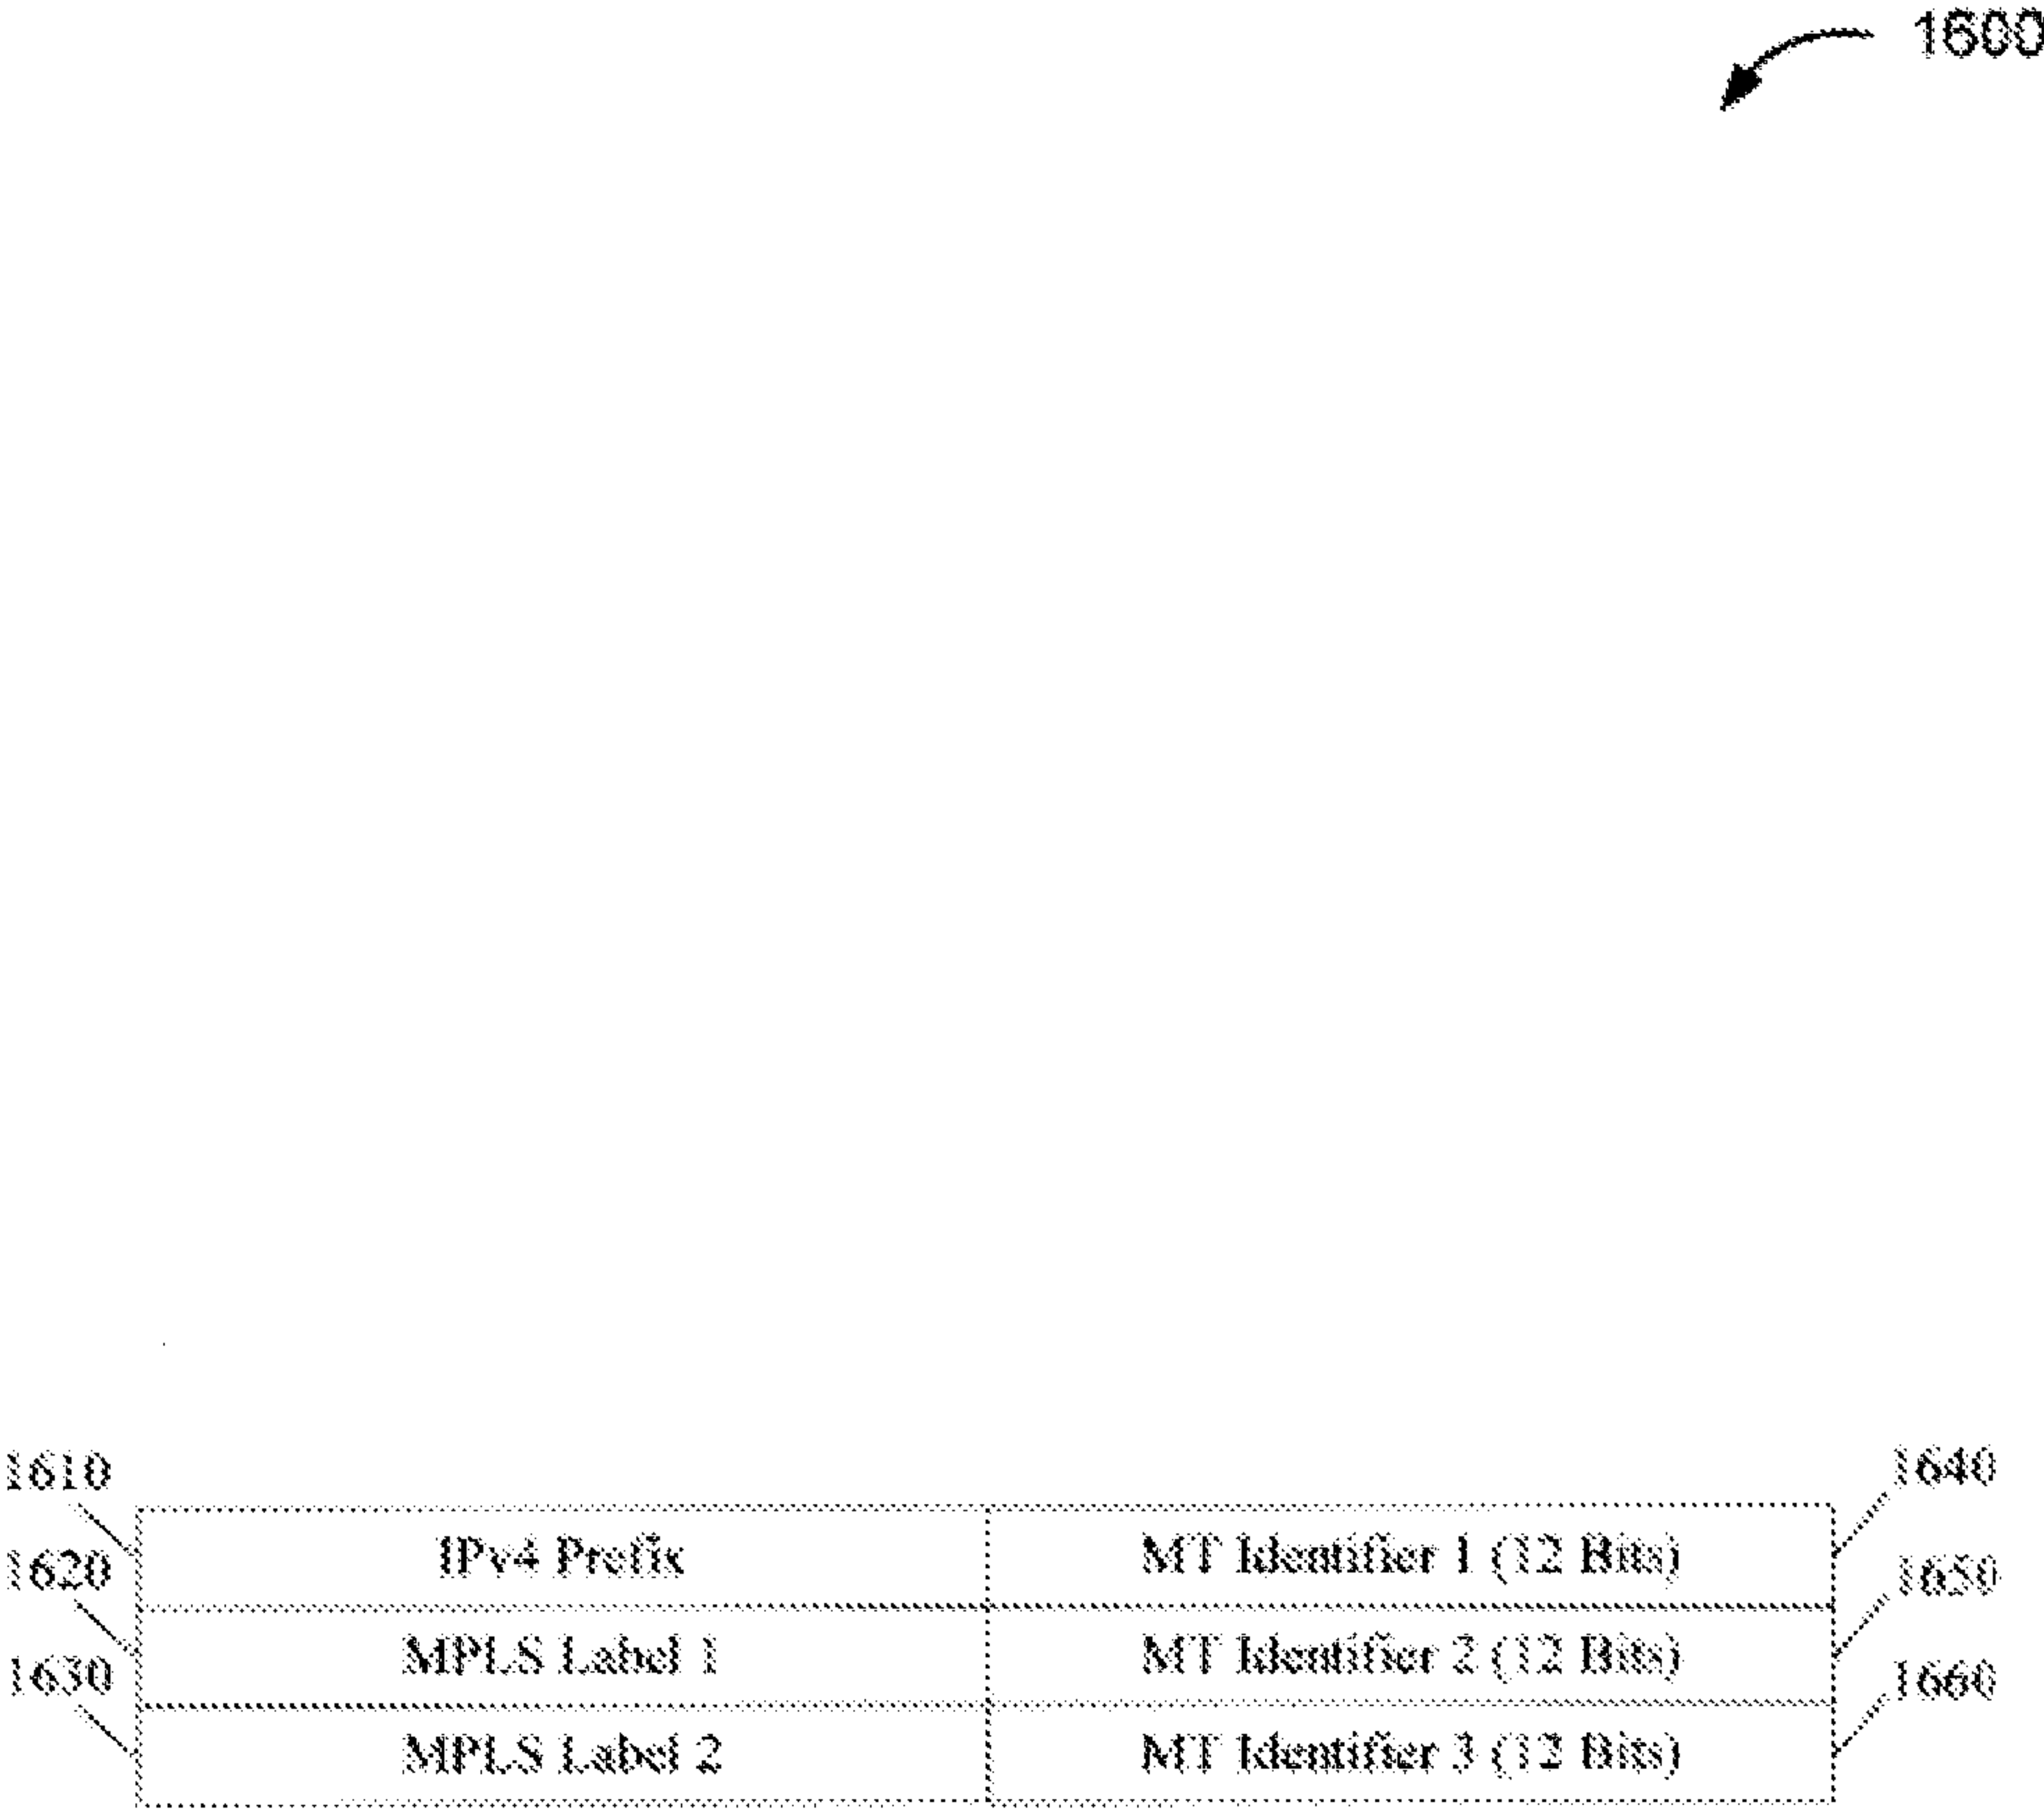 1600
1610 1640
IPv4 Prefix MT Identifier 1 (12 Bits)
1620 1650
MPLS Label 1 MT Identifier 2 (12 Bits)
1630 1660
MPLS Label 2 MT Identifier 3 (12 Bits)